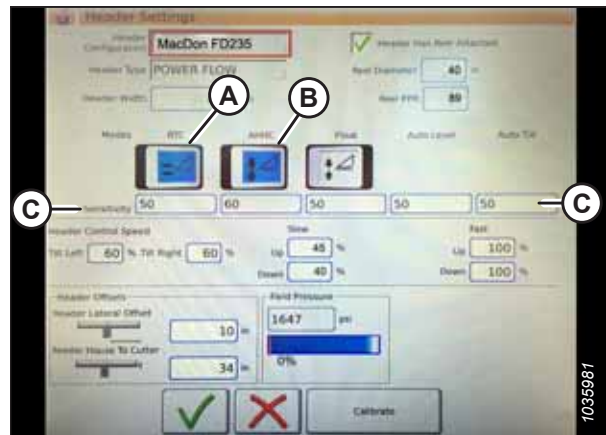 Header Settings
Header Configuration MacDon FD235 Header Has Reel Attached
Header Type POWER FLOW Reel Diameter 40 in
Header Width Reel PPR 89
A B
Modes RTC AHHC Float Auto Level Auto Tilt
C Sensitivity 50 60 50 50 50 C
Header Control Speed Slow Fast
Tilt Left 60 % Tilt Right 60 % Up 45 % Up 100 %
Down 40 % Down 100 %
Header Offsets Field Pressure
Header Lateral Offset 1647 psi
10 in
Feeder House To Cutter 0%
34 in
Calibrate
1035981